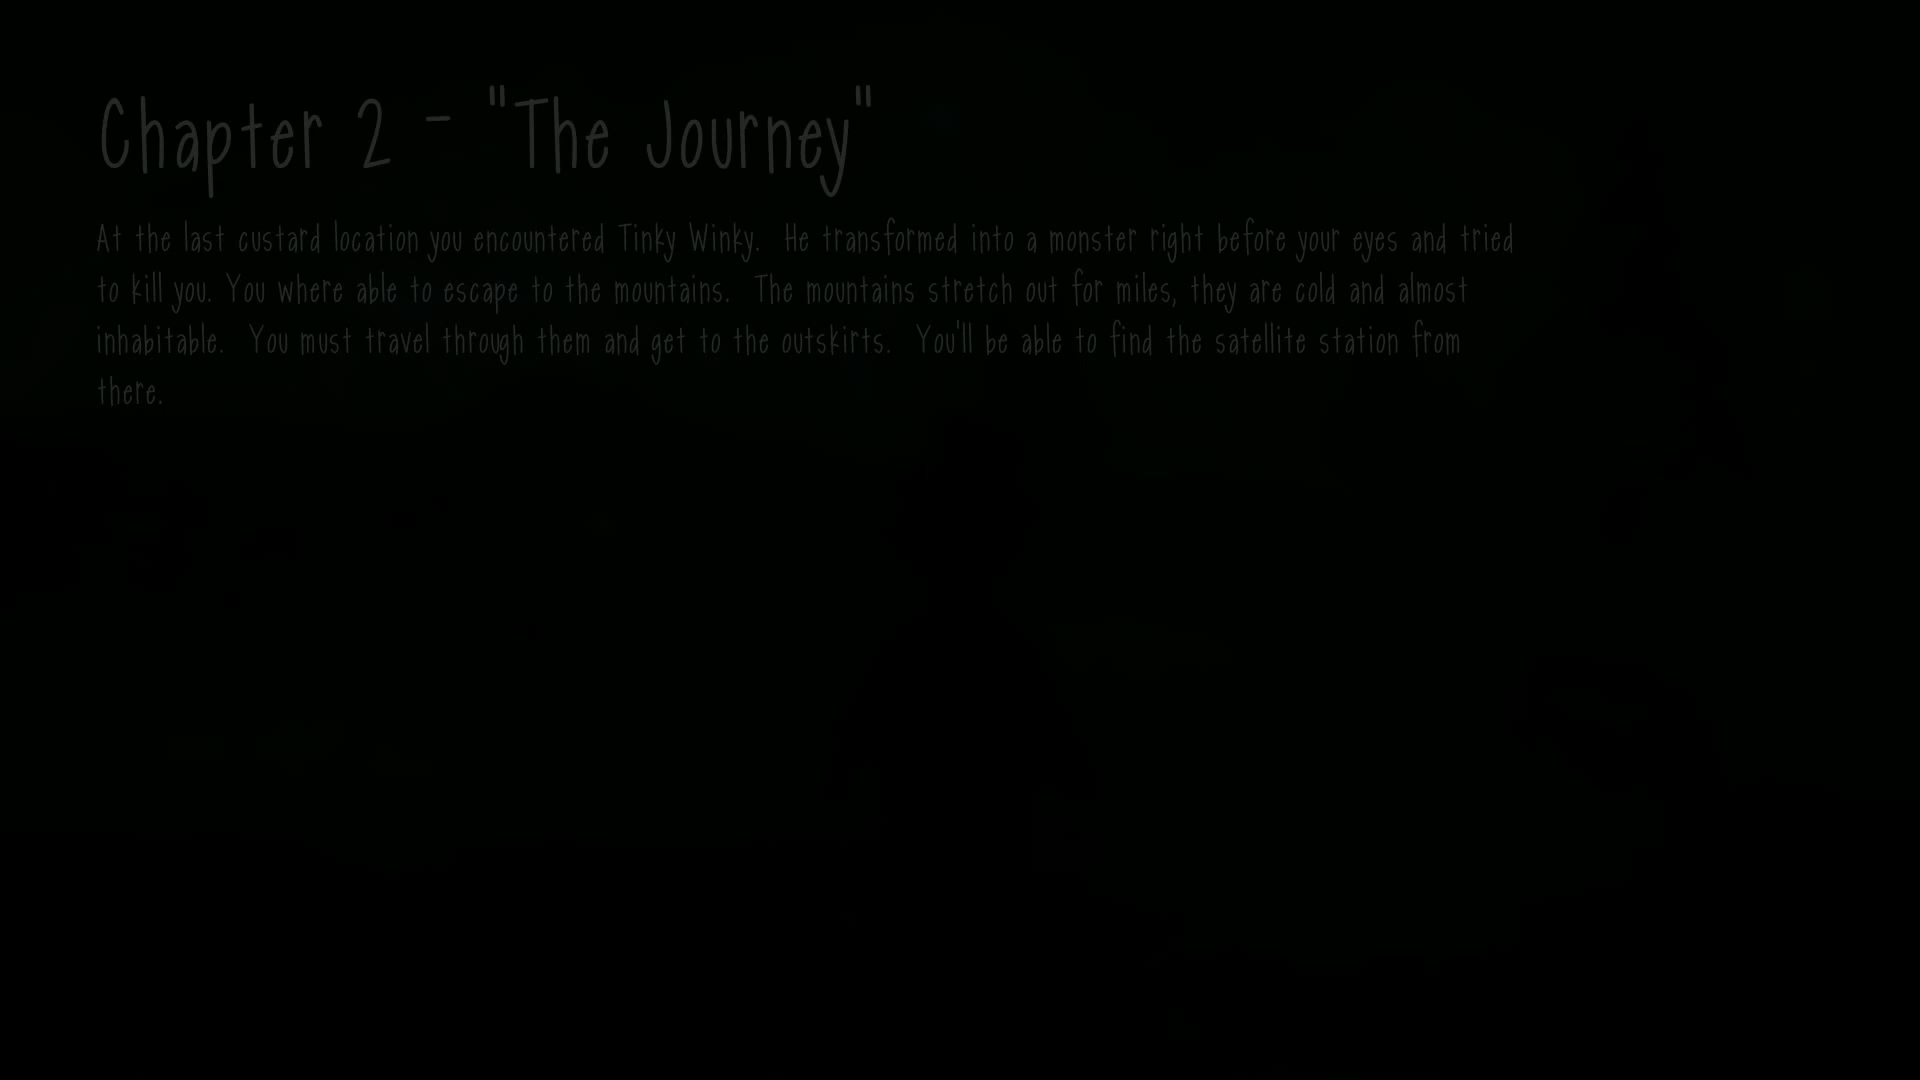 Chapter 2 - "The Journey"
At the last custard location you encountered Tinky Winky.  He transformed into a monster right before your eyes and tried
to kill you. You where able to escape to the mountains.  The mountains stretch out for miles, they are cold and almost
inhabitable.  You must travel through them and get to the outskirts.  You'll be able to find the satellite station from
there.